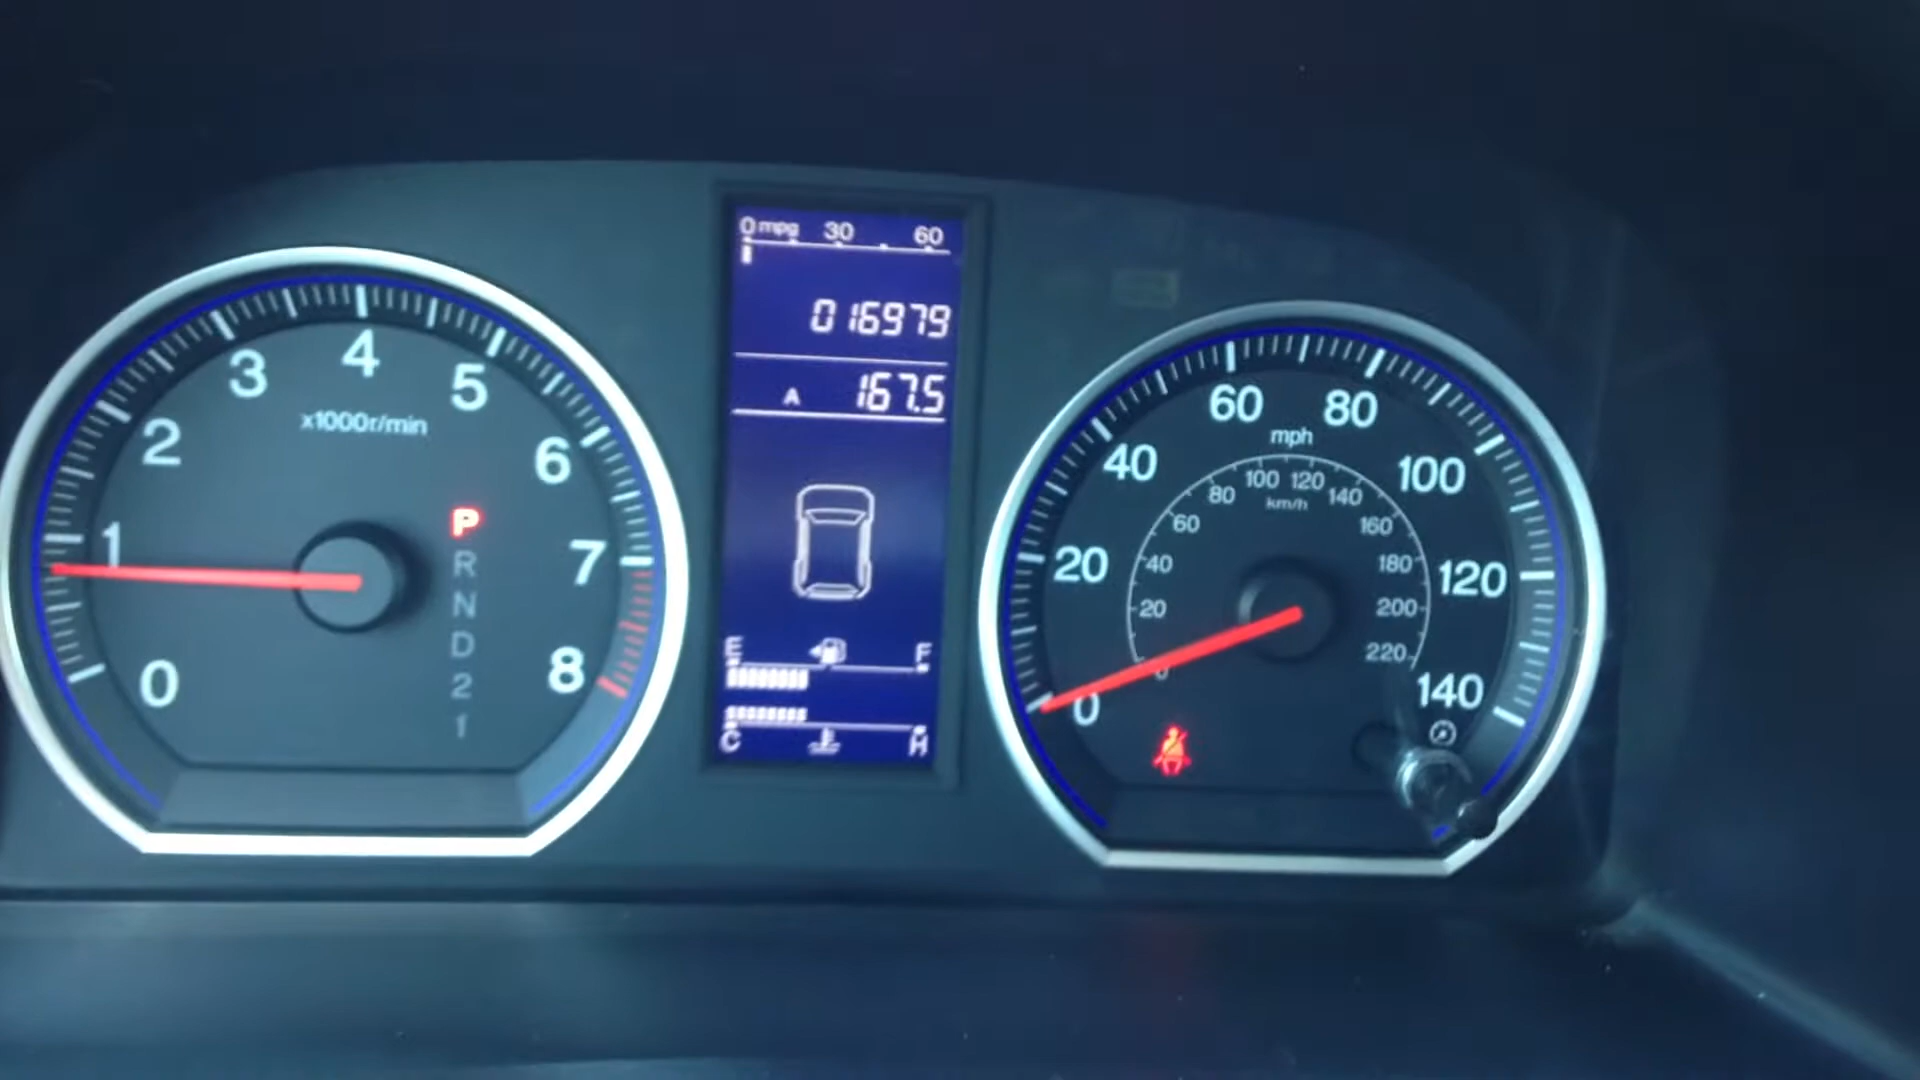 0 1 2 3 4 5 6 7 8
x1000r/min
P
R
N
D
2
1
0 mpg 30 60
016979
A 167.5
E F
C H
0 20 40 60 80 100 120 140
mph
0 20 40 60 80 100 120 140 160 180 200 220
km/h